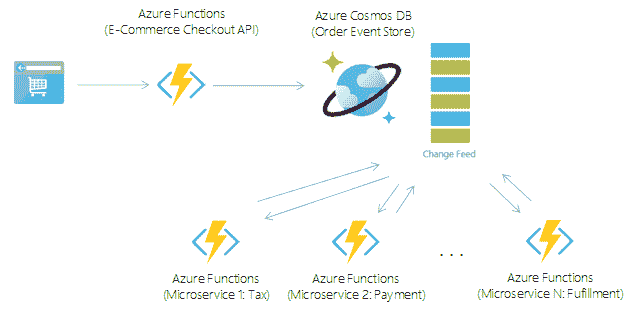 Azure Functions
(E-Commerce Checkout API)
Azure Cosmos DB
(Order Event Store)
Change Feed
Azure Functions
(Microservice 1: Tax)
Azure Functions
(Microservice 2: Payment)
. . .
Azure Functions
(Microservice N: Fufillment)